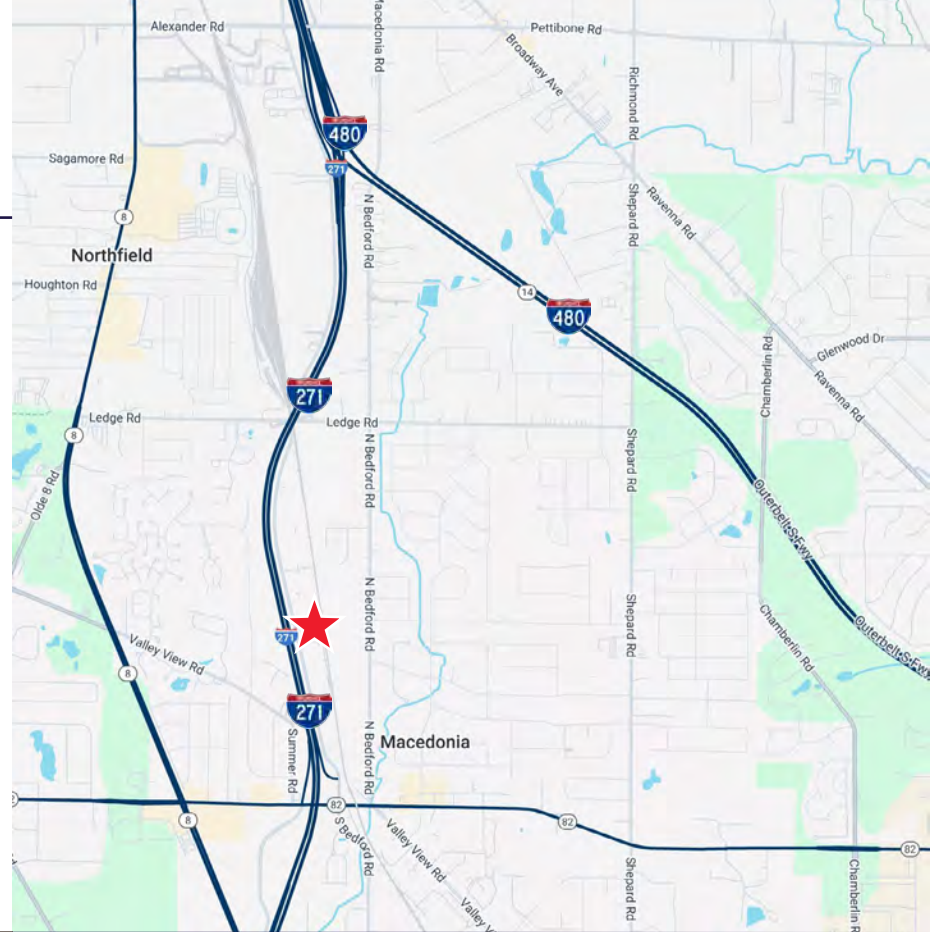 Alexander Rd
Macedonia Rd
Pettibone Rd
Broadway Ave
Richmond Rd
480
271
Sagamore Rd
N Bedford Rd
Shepard Rd
Ravenna Rd
8
Northfield
Houghton Rd
14
480
Chamberlin Rd
Glenwood Dr
Ravenna Rd
271
Ledge Rd
Ledge Rd
8
N Bedford Rd
Shepard Rd
Olde 8 Rd
Outerbelt S Fwy
N Bedford Rd
Shepard Rd
Chamberlin Rd
Outerbelt S Fwy
271
Valley View Rd
8
271
Summer Rd
N Bedford Rd
Macedonia
82
8
82
S Bedford Rd
Valley View Rd
82
Shepard Rd
Chamberlin R
Valley V